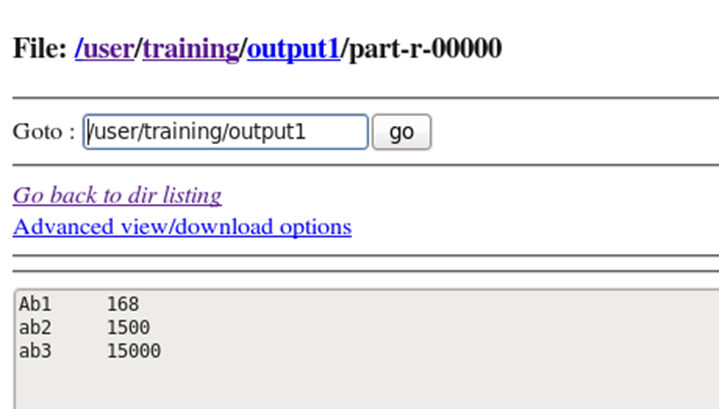 File: /user/training/output1/part-r-00000
Goto : /user/training/output1 go
Go back to dir listing
Advanced view/download options
Ab1 168
ab2 1500
ab3 15000